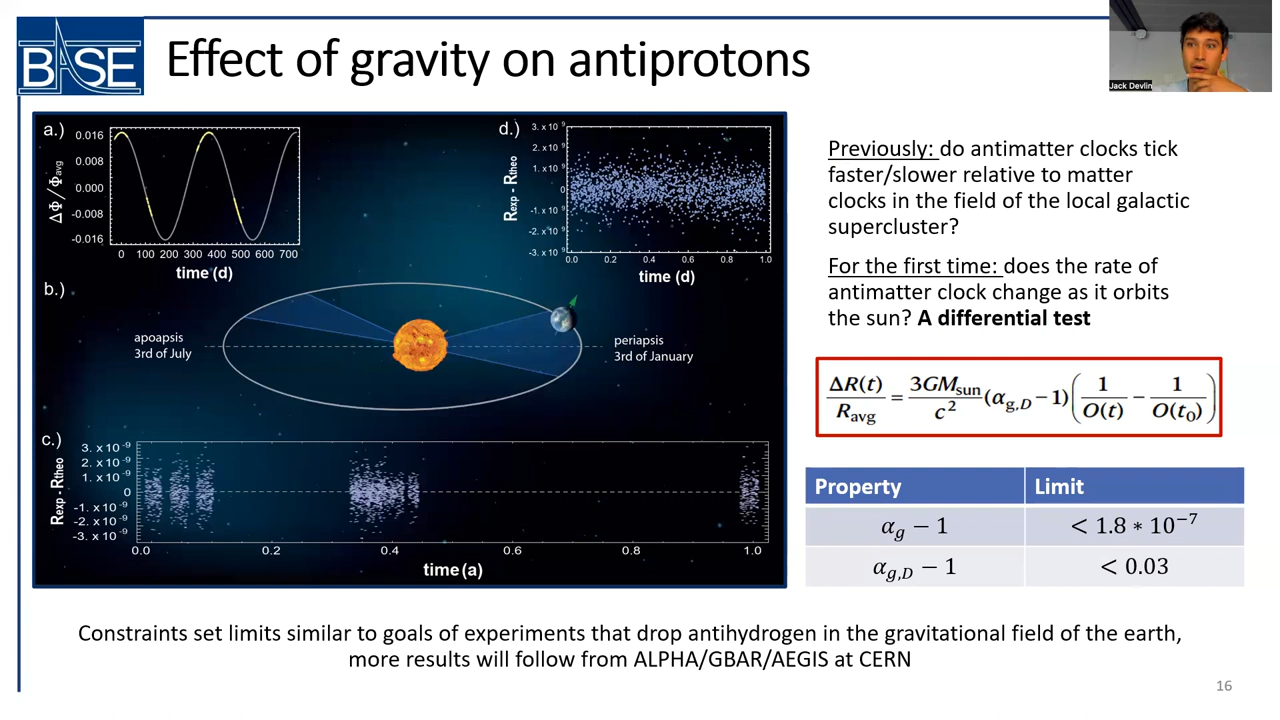 BASE
Effect of gravity on antiprotons
Jack Devlin
a.)
0.016
0.008
0.000
-0.008
-0.016
ΔΦ/Φavg
0 100 200 300 400 500 600 700
time (d)
d.)
3. x 10 9
2. x 10 9
1. x 10 9
0
-1. x 10 9
-2. x 10 9
-3. x 10 9
Rexp - Rtheo
0.0 0.2 0.4 0.6 0.8 1.0
time (d)
b.)
apoapsis
3rd of July
periapsis
3rd of January
c.)
3. x 10 -9
2. x 10 -9
1. x 10 -9
0
-1. x 10 -9
-2. x 10 -9
-3. x 10 -9
Rexp - Rtheo
0.0 0.2 0.4 0.6 0.8 1.0
time (a)
Previously: do antimatter clocks tick
faster/slower relative to matter
clocks in the field of the local galactic
supercluster?
For the first time: does the rate of
antimatter clock change as it orbits
the sun? A differential test
ΔR(t)/Ravg = 3GMsun/c² (αg,D − 1) (1/O(t) − 1/O(t0))
Property Limit
αg − 1 < 1.8 * 10⁻⁷
αg,D − 1 < 0.03
Constraints set limits similar to goals of experiments that drop antihydrogen in the gravitational field of the earth,
more results will follow from ALPHA/GBAR/AEGIS at CERN
16